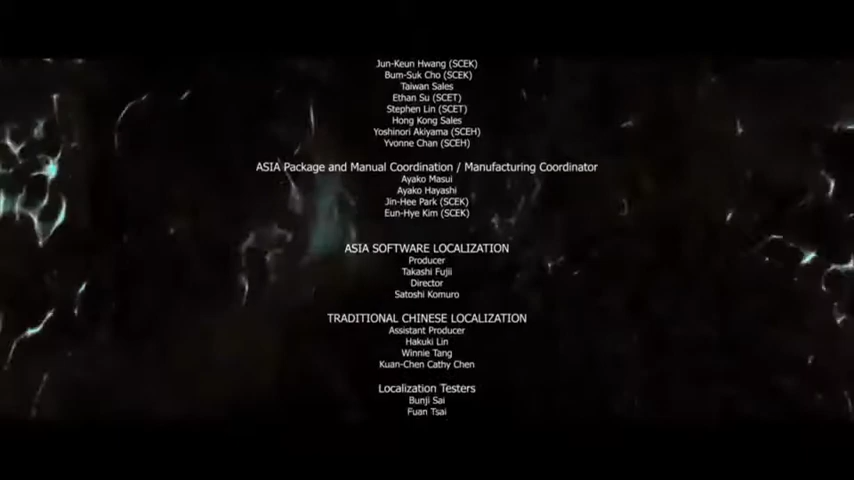 Jun-Keun Hwang (SCEK)
Bum-Suk Cho (SCEK)
Taiwan Sales
Ethan Su (SCET)
Stephen Lin (SCET)
Hong Kong Sales
Yoshinori Akiyama (SCEH)
Yvonne Chan (SCEH)
ASIA Package and Manual Coordination / Manufacturing Coordinator
Ayako Masui
Ayako Hayashi
Jin-Hee Park (SCEK)
Eun-Hye Kim (SCEK)
ASIA SOFTWARE LOCALIZATION
Producer
Takashi Fujii
Director
Satoshi Komuro
TRADITIONAL CHINESE LOCALIZATION
Assistant Producer
Hakuki Lin
Winnie Tang
Kuan-Chen Cathy Chen
Localization Testers
Bunji Sai
Fuan Tsai